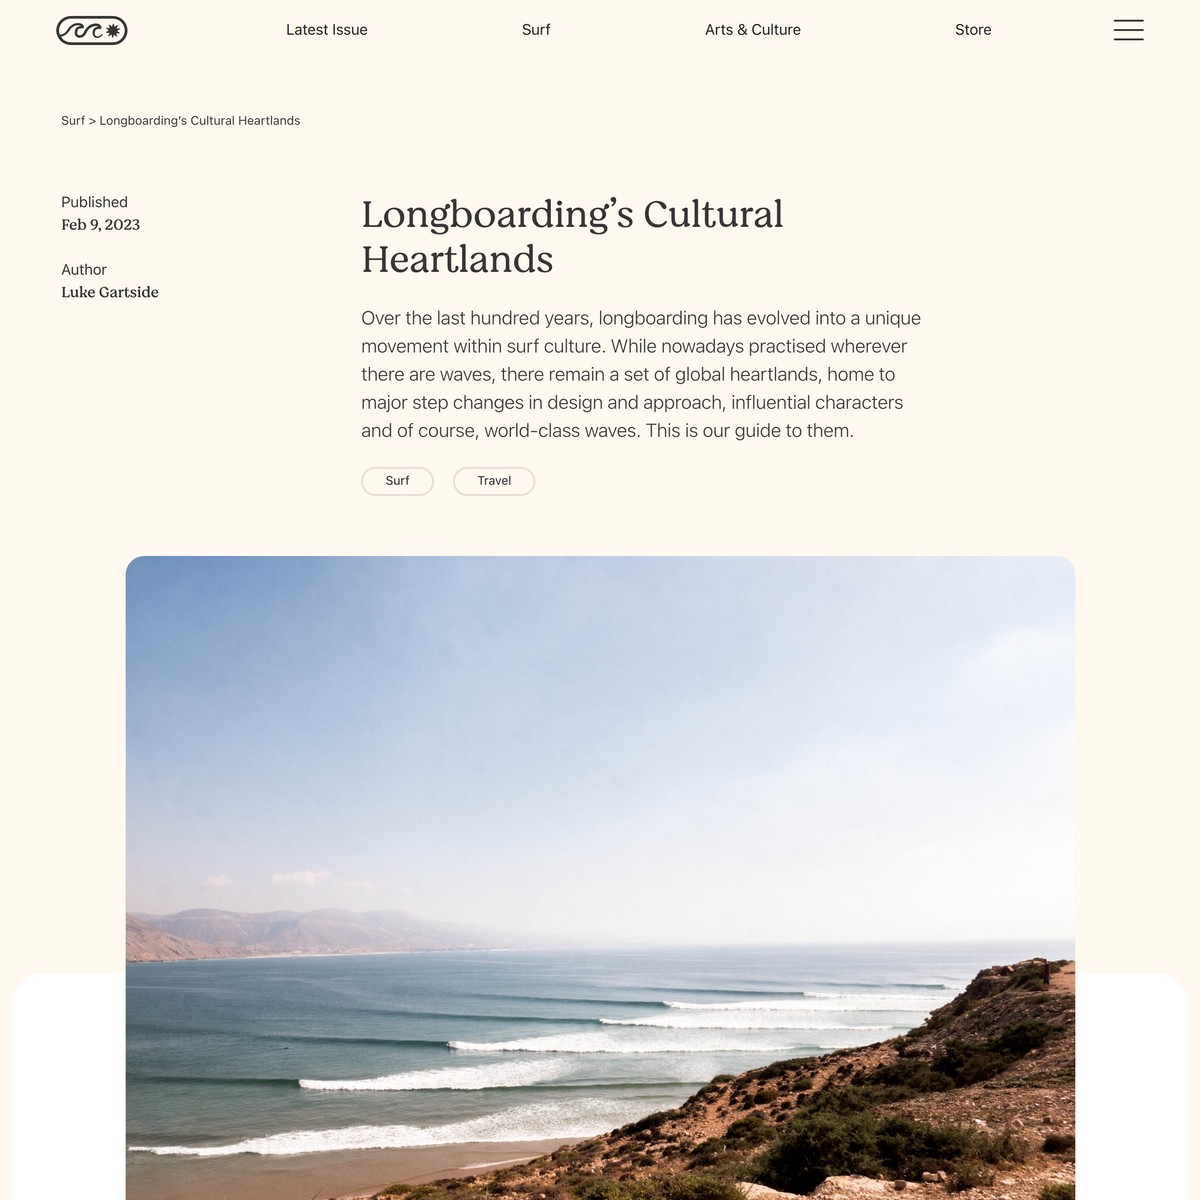 Latest Issue
Surf
Arts & Culture
Store
Surf > Longboarding's Cultural Heartlands
Published
Feb 9, 2023
Author
Luke Gartside
Longboarding’s Cultural
Heartlands
Over the last hundred years, longboarding has evolved into a unique
movement within surf culture. While nowadays practised wherever
there are waves, there remain a set of global heartlands, home to
major step changes in design and approach, influential characters
and of course, world-class waves. This is our guide to them.
Surf
Travel